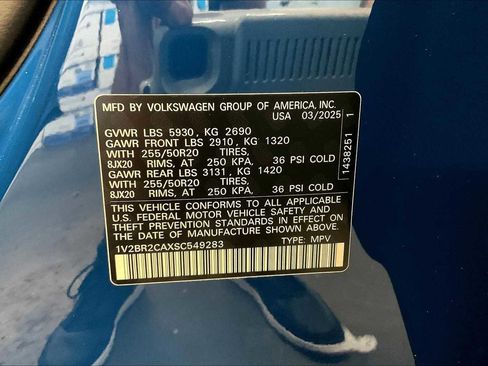 MFD BY VOLKSWAGEN GROUP OF AMERICA, INC.
USA 03/2025
GVWR LBS 5930, KG 2690
GAWR FRONT LBS 2910, KG 1320
WITH 255/50R20 TIRES,
8JX20 RIMS, AT 250 KPA, 36 PSI COLD
GAWR REAR LBS 3131, KG 1420
WITH 255/50R20 TIRES,
8JX20 RIMS, AT 250 KPA, 36 PSI COLD
THIS VEHICLE CONFORMS TO ALL APPLICABLE
U.S. FEDERAL MOTOR VEHICLE SAFETY AND
THEFT PREVENTION STANDARDS IN EFFECT ON
THE DATE OF MANUFACTURE SHOWN ABOVE.
1V2BR2CAXSC549283 TYPE: MPV
1438251 1